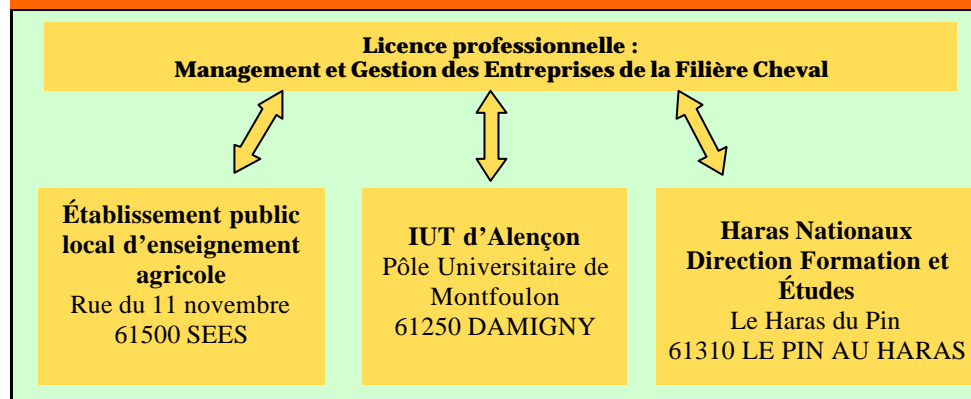 Licence professionnelle :
Management et Gestion des Entreprises de la Filière Cheval
Établissement public
local d'enseignement
agricole
Rue du 11 novembre
61500 SEES
IUT d'Alençon
Pôle Universitaire de
Montfoulon
61250 DAMIGNY
Haras Nationaux
Direction Formation et
Études
Le Haras du Pin
61310 LE PIN AU HARAS